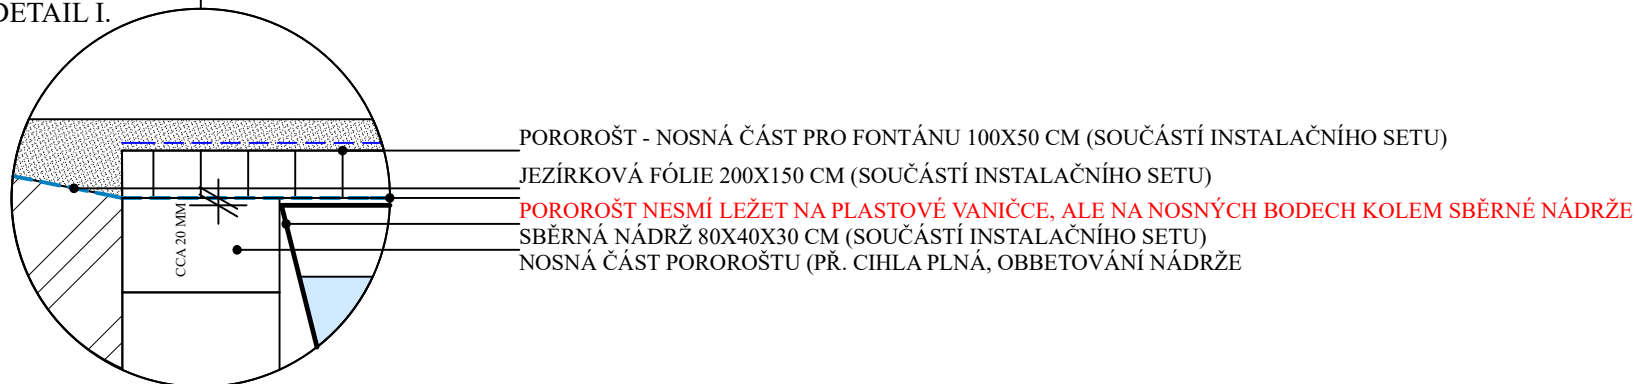 DETAIL I.
POROROŠT - NOSNÁ ČÁST PRO FONTÁNU 100X50 CM (SOUČÁSTÍ INSTALAČNÍHO SETU)
JEZÍRKOVÁ FÓLIE 200X150 CM (SOUČÁSTÍ INSTALAČNÍHO SETU)
POROROŠT NESMÍ LEŽET NA PLASTOVÉ VANIČCE, ALE NA NOSNÝCH BODECH KOLEM SBĚRNÉ NÁDRŽE
SBĚRNÁ NÁDRŽ 80X40X30 CM (SOUČÁSTÍ INSTALAČNÍHO SETU)
NOSNÁ ČÁST POROROŠTU (PŘ. CIHLA PLNÁ, OBBETOVÁNÍ NÁDRŽE
CCA 20 MM